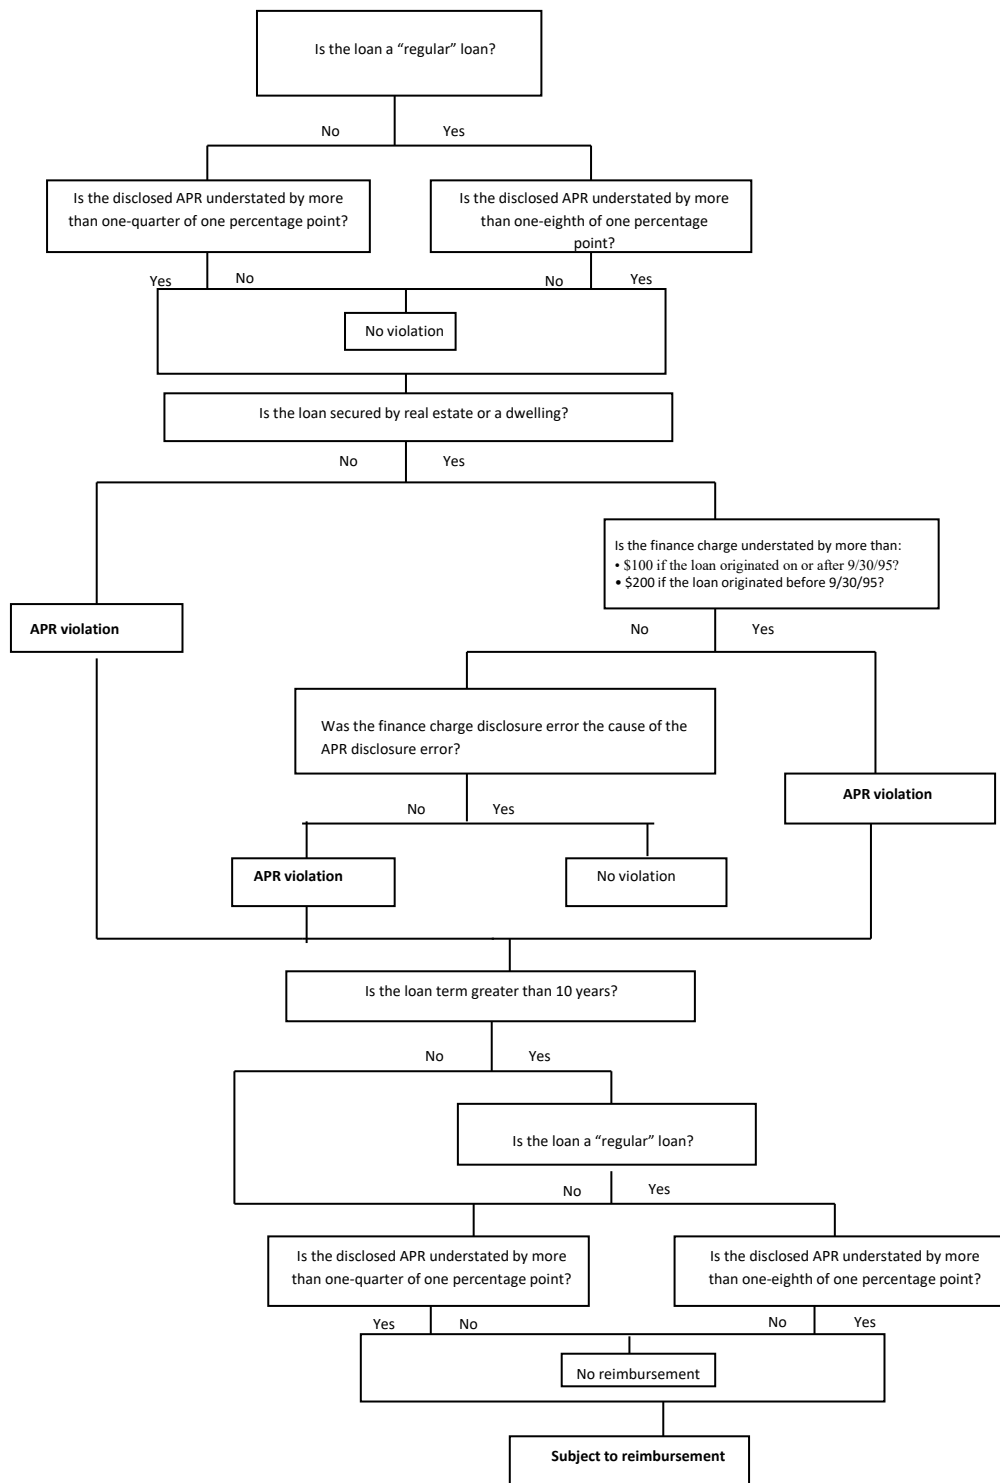 Is the loan a “regular” loan?
No
Yes
Is the disclosed APR understated by more
than one-quarter of one percentage point?
Is the disclosed APR understated by more
than one-eighth of one percentage
point?
Yes
No
No
Yes
No violation
Is the loan secured by real estate or a dwelling?
No
Yes
Is the finance charge understated by more than:
• $100 if the loan originated on or after 9/30/95?
• $200 if the loan originated before 9/30/95?
APR violation
No
Yes
Was the finance charge disclosure error the cause of the
APR disclosure error?
APR violation
No
Yes
APR violation
No violation
Is the loan term greater than 10 years?
No
Yes
Is the loan a “regular” loan?
No
Yes
Is the disclosed APR understated by more
than one-quarter of one percentage point?
Is the disclosed APR understated by more
than one-eighth of one percentage point?
Yes
No
No
Yes
No reimbursement
Subject to reimbursement